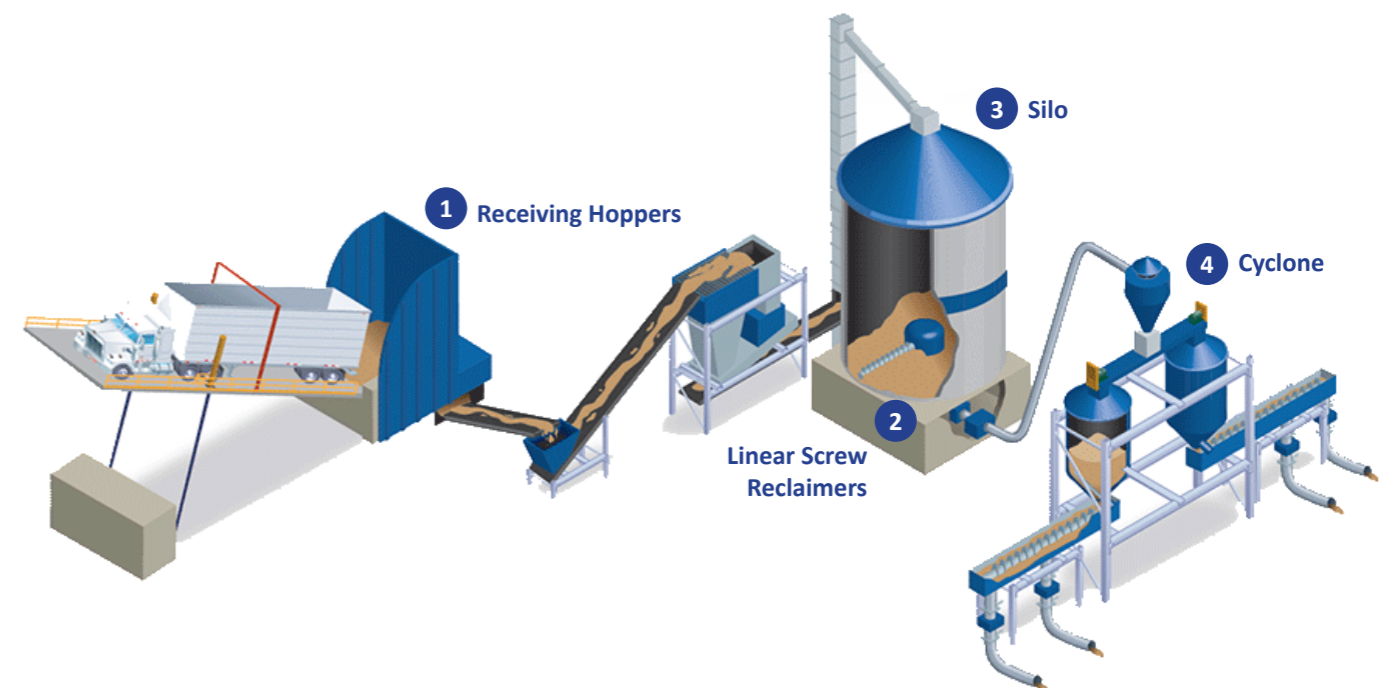 1 Receiving Hoppers
2
Linear Screw
Reclaimers
3 Silo
4 Cyclone